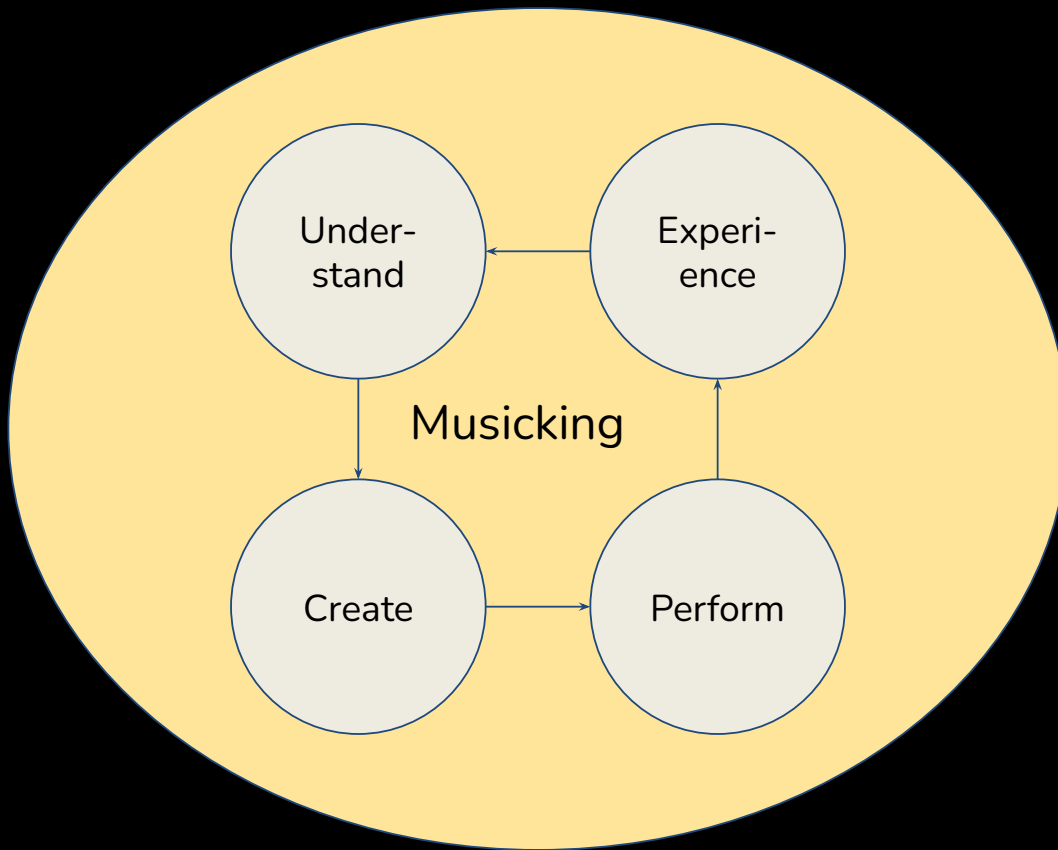 Under-
stand
Experi-
ence
Musicking
Create
Perform